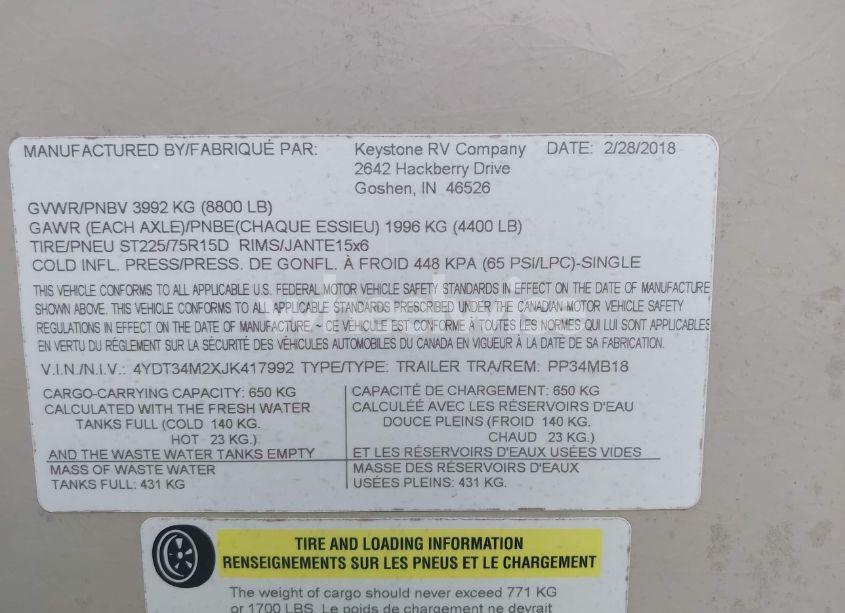 MANUFACTURED BY/FABRIQUÉ PAR: Keystone RV Company DATE: 2/28/2018
2642 Hackberry Drive
Goshen, IN 46526
GVWR/PNBV 3992 KG (8800 LB)
GAWR (EACH AXLE)/PNBE(CHAQUE ESSIEU) 1996 KG (4400 LB)
TIRE/PNEU ST225/75R15D RIMS/JANTE15x6
COLD INFL. PRESS/PRESS. DE GONFL. À FROID 448 KPA (65 PSI/LPC)-SINGLE
THIS VEHICLE CONFORMS TO ALL APPLICABLE U.S. FEDERAL MOTOR VEHICLE SAFETY STANDARDS IN EFFECT ON THE DATE OF MANUFACTURE
SHOWN ABOVE. THIS VEHICLE CONFORMS TO ALL APPLICABLE STANDARDS PRESCRIBED UNDER THE CANADIAN MOTOR VEHICLE SAFETY
REGULATIONS IN EFFECT ON THE DATE OF MANUFACTURE. ~ CE VÉHICULE EST CONFORME À TOUTES LES NORMES QUI LUI SONT APPLICABLES
EN VERTU DU RÈGLEMENT SUR LA SÉCURITÉ DES VÉHICULES AUTOMOBILES DU CANADA EN VIGUEUR À LA DATE DE SA FABRICATION.
V.I.N./N.I.V.: 4YDT34M2XJK417992 TYPE/TYPE: TRAILER TRA/REM: PP34MB18
CARGO-CARRYING CAPACITY: 650 KG
CALCULATED WITH THE FRESH WATER
TANKS FULL (COLD 140 KG.
HOT 23 KG.)
AND THE WASTE WATER TANKS EMPTY
MASS OF WASTE WATER
TANKS FULL: 431 KG
CAPACITÉ DE CHARGEMENT: 650 KG
CALCULÉE AVEC LES RÉSERVOIRS D'EAU
DOUCE PLEINS (FROID 140 KG.
CHAUD 23 KG.)
ET LES RÉSERVOIRS D'EAUX USÉES VIDES
MASSE DES RÉSERVOIRS D'EAUX
USÉES PLEINS: 431 KG.
TIRE AND LOADING INFORMATION
RENSEIGNEMENTS SUR LES PNEUS ET LE CHARGEMENT
The weight of cargo should never exceed 771 KG
or 1700 LBS. Le poids de chargement ne devrait